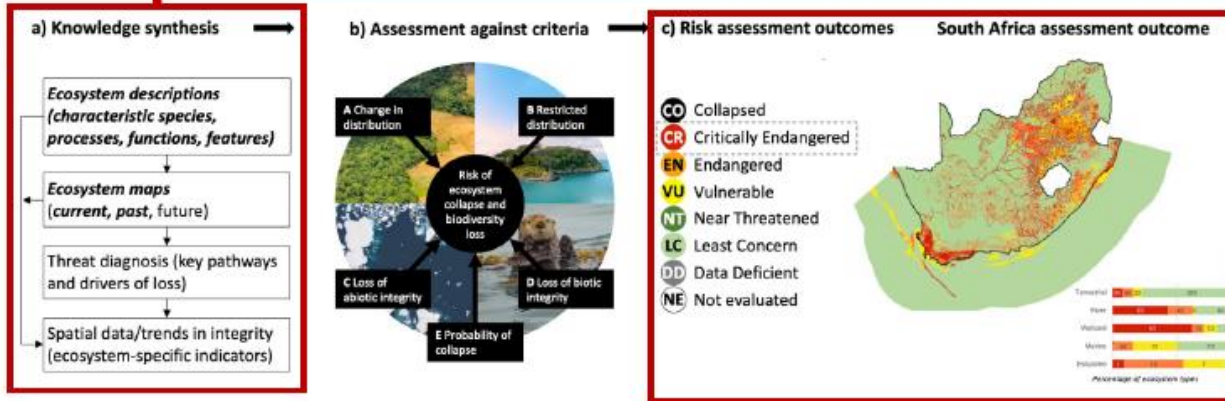 a) Knowledge synthesis
Ecosystem descriptions
(characteristic species,
processes, functions, features)
Ecosystem maps
(current, past, future)
Threat diagnosis (key pathways
and drivers of loss)
Spatial data/trends in integrity
(ecosystem-specific indicators)
b) Assessment against criteria
A Change in
distribution
B Restricted
distribution
Risk of
ecosystem
collapse and
biodiversity
loss
C Loss of
abiotic integrity
D Loss of biotic
integrity
E Probability of
collapse
c) Risk assessment outcomes
South Africa assessment outcome
CO Collapsed
CR Critically Endangered
EN Endangered
VU Vulnerable
NT Near Threatened
LC Least Concern
DD Data Deficient
NE Not evaluated
Terrestrial
River
Wetland
Marine
Estuarine
Percentage of ecosystem types